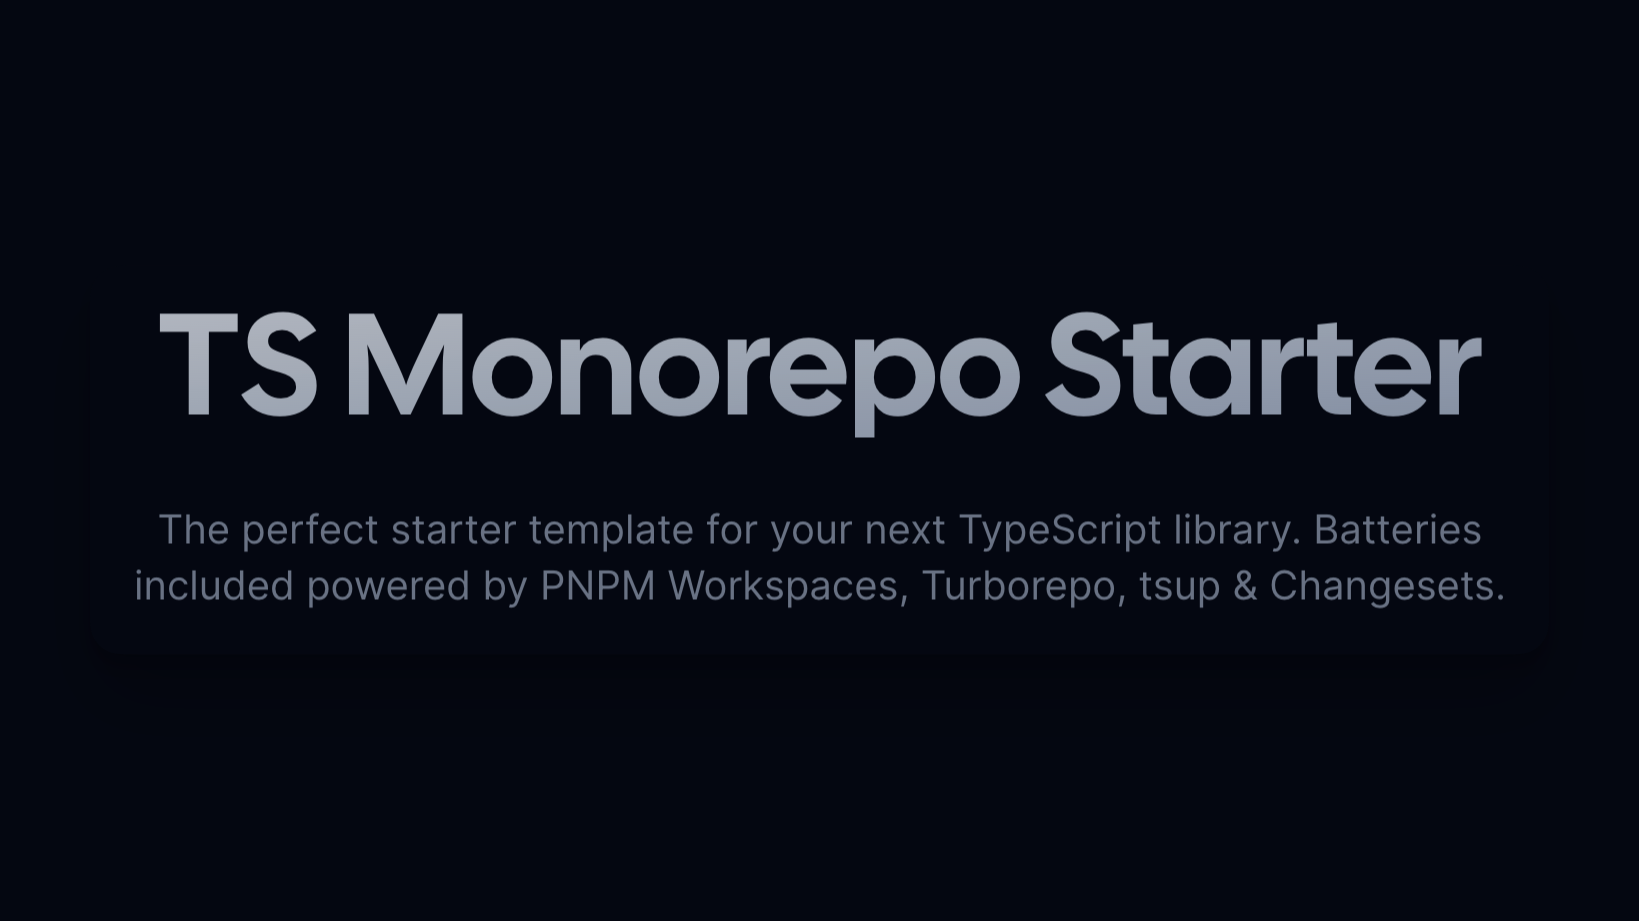 TS Monorepo Starter
The perfect starter template for your next TypeScript library. Batteries
included powered by PNPM Workspaces, Turborepo, tsup & Changesets.